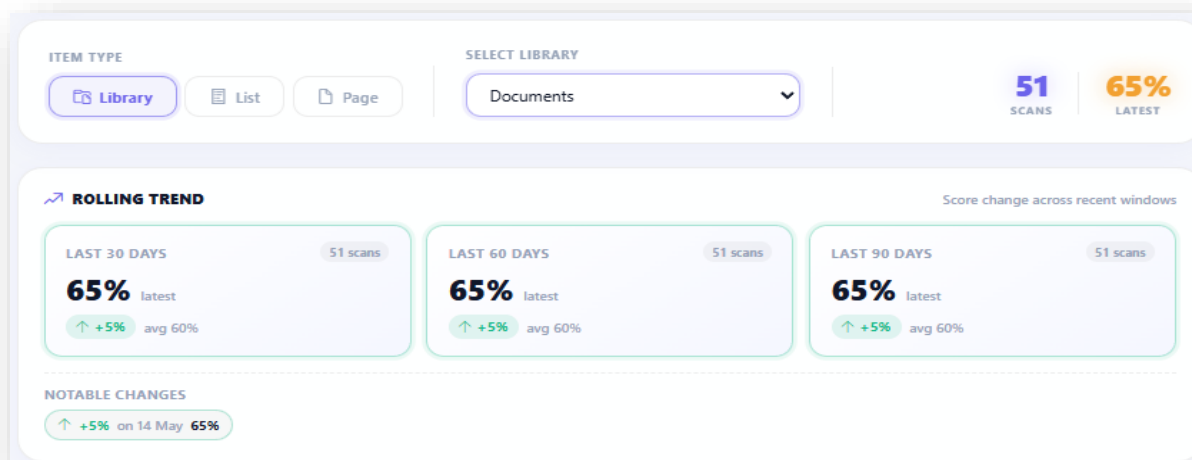 ITEM TYPE
Library
List
Page
SELECT LIBRARY
Documents
51
SCANS
65%
LATEST
ROLLING TREND
Score change across recent windows
LAST 30 DAYS
51 scans
65% latest
↑ +5% avg 60%
LAST 60 DAYS
51 scans
65% latest
↑ +5% avg 60%
LAST 90 DAYS
51 scans
65% latest
↑ +5% avg 60%
NOTABLE CHANGES
↑ +5% on 14 May 65%